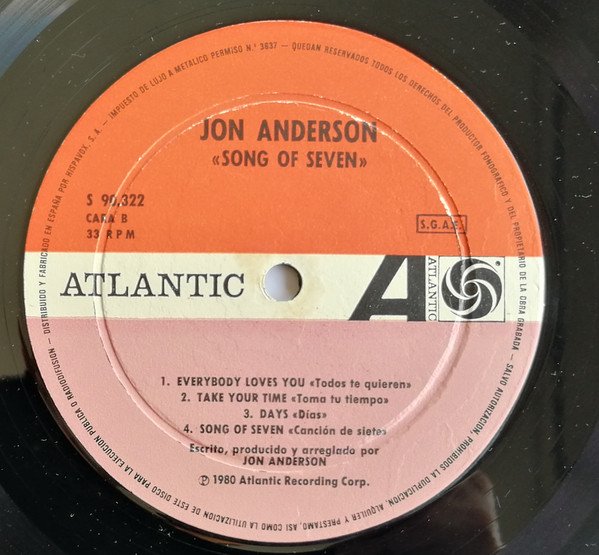 IMPUESTO DE LUJO A METALICO PERMISO N.º 3637 - QUEDAN RESERVADOS TODOS LOS DERECHOS DEL PRODUCTOR FONOGRAFICO Y DEL PROPIETARIO DE LA OBRA GRABADA - SALVO AUTORIZACION, PROHIBIDOS LA DUPLICACION, ALQUILER Y PRESTAMO, ASI COMO LA UTILIZACION DE ESTE DISCO PARA LA EJECUCION PUBLICA O RADIODIFUSION - DISTRIBUIDO Y FABRICADO EN ESPAÑA POR HISPAVOX, S. A. -
JON ANDERSON
«SONG OF SEVEN»
S 90.322
CARA B
33 R P M
S.G.A.E.
ATLANTIC
A
ATLANTIC
®
1. EVERYBODY LOVES YOU «Todos te quieren»
2. TAKE YOUR TIME «Toma tu tiempo»
3. DAYS «Días»
4. SONG OF SEVEN «Canción de siete»
Escrito, producido y arreglado por
JON ANDERSON
℗ 1980 Atlantic Recording Corp.